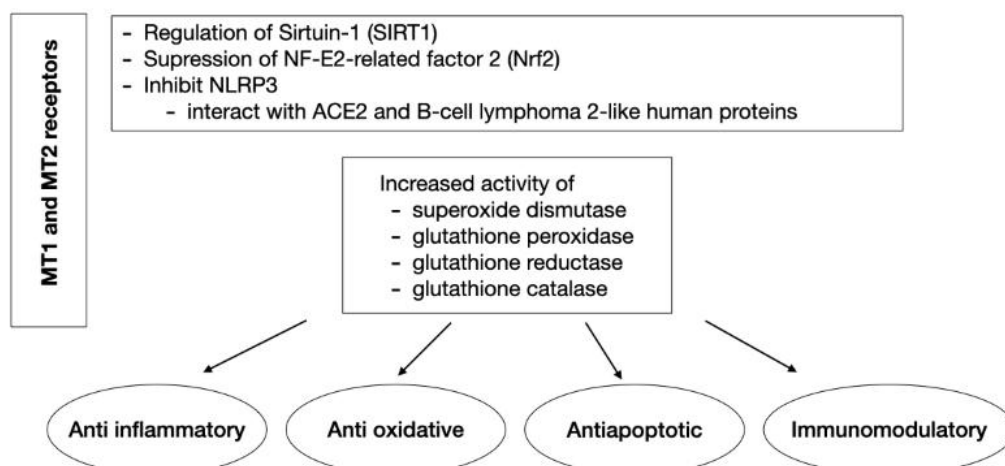 MT1 and MT2 receptors
- Regulation of Sirtuin-1 (SIRT1)
- Supression of NF-E2-related factor 2 (Nrf2)
- Inhibit NLRP3
- interact with ACE2 and B-cell lymphoma 2-like human proteins
Increased activity of
- superoxide dismutase
- glutathione peroxidase
- glutathione reductase
- glutathione catalase
Anti inflammatory
Anti oxidative
Antiapoptotic
Immunomodulatory